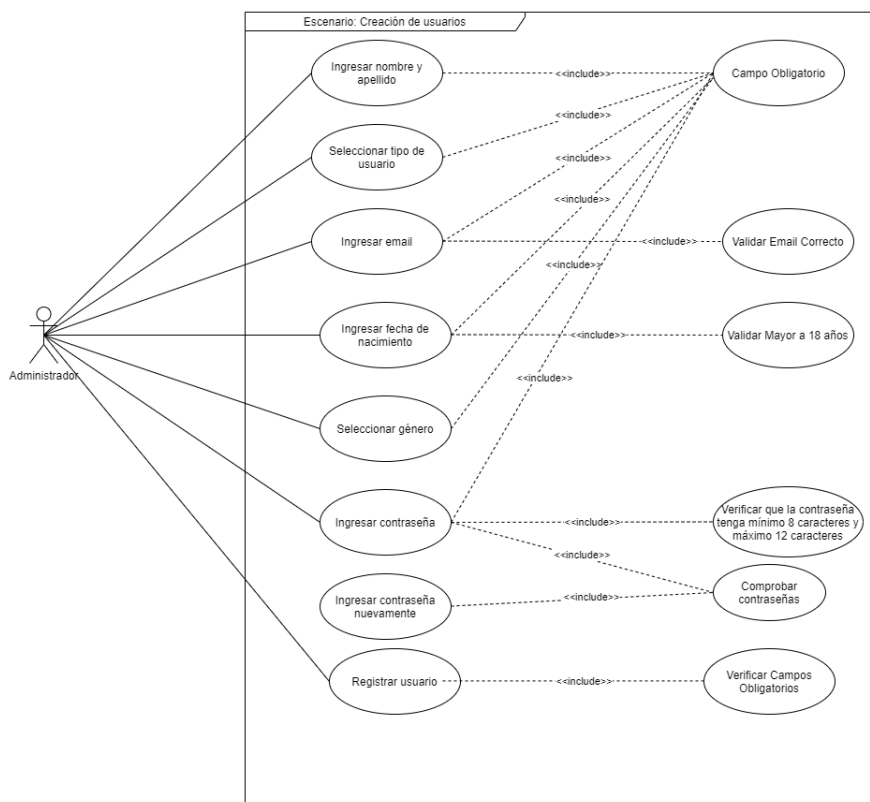 Escenario: Creación de usuarios
Ingresar nombre y
apellido
<<include>>
Campo Obligatorio
<<include>>
Seleccionar tipo de
usuario
<<include>>
<<include>>
Ingresar email
<<include>>
Validar Email Correcto
<<include>>
Ingresar fecha de
nacimiento
<<include>>
Validar Mayor a 18 años
Administrador
<<include>>
Seleccionar género
Ingresar contraseña
<<include>>
Verificar que la contraseña
tenga mínimo 8 caracteres y
máximo 12 caracteres
<<include>>
Comprobar
contraseñas
Ingresar contraseña
nuevamente
<<include>>
Registrar usuario
<<include>>
Verificar Campos
Obligatorios